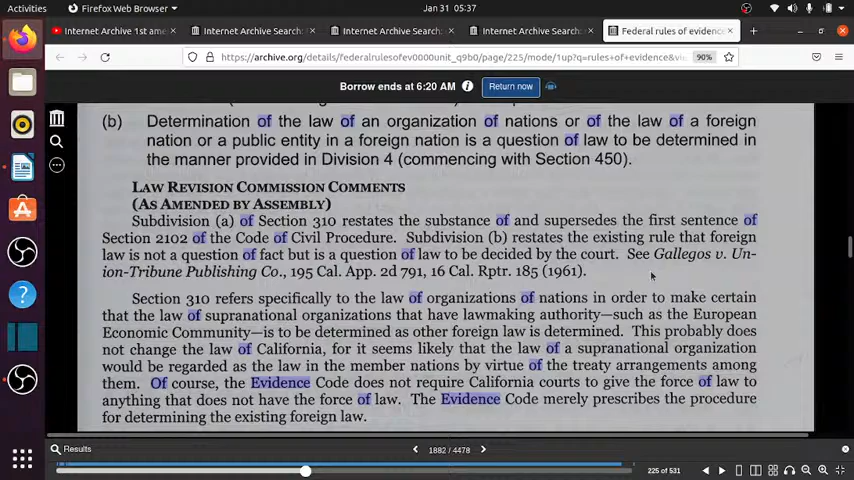 Activities
Firefox Web Browser
Jan 31 05:37
Internet Archive 1st ame
Internet Archive Search:
Internet Archive Search:
Internet Archive Search:
Federal rules of evidence
https://archive.org/details/federalrulesofev0000unit_q9b0/page/225/mode/1up?q=rules+of+evidence&vi
90%
Borrow ends at 6:20 AM
Return now
(b) Determination of the law of an organization of nations or of the law of a foreign
nation or a public entity in a foreign nation is a question of law to be determined in
the manner provided in Division 4 (commencing with Section 450).
LAW REVISION COMMISSION COMMENTS
(AS AMENDED BY ASSEMBLY)
Subdivision (a) of Section 310 restates the substance of and supersedes the first sentence of
Section 2102 of the Code of Civil Procedure. Subdivision (b) restates the existing rule that foreign
law is not a question of fact but is a question of law to be decided by the court. See Gallegos v. Un-
ion-Tribune Publishing Co., 195 Cal. App. 2d 791, 16 Cal. Rptr. 185 (1961).
Section 310 refers specifically to the law of organizations of nations in order to make certain
that the law of supranational organizations that have lawmaking authority—such as the European
Economic Community—is to be determined as other foreign law is determined. This probably does
not change the law of California, for it seems likely that the law of a supranational organization
would be regarded as the law in the member nations by virtue of the treaty arrangements among
them. Of course, the Evidence Code does not require California courts to give the force of law to
anything that does not have the force of law. The Evidence Code merely prescribes the procedure
for determining the existing foreign law.
Results
1882 / 4478
225 of 531